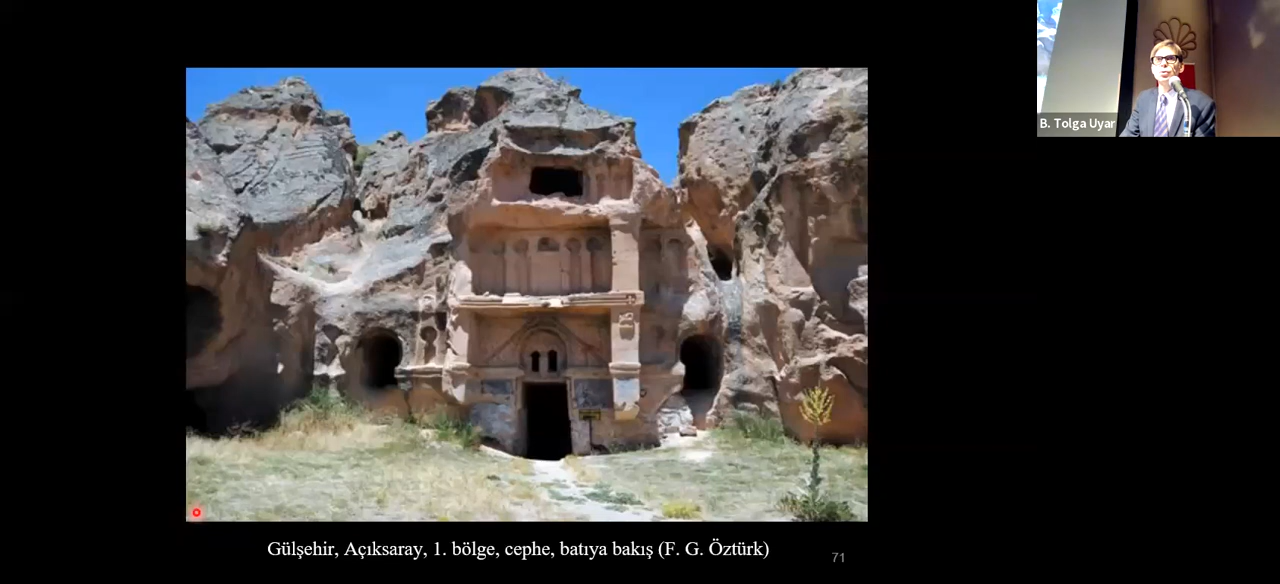 B. Tolga Uyar
Gülşehir, Açıksaray, 1. bölge, cephe, batıya bakış (F. G. Öztürk)
71